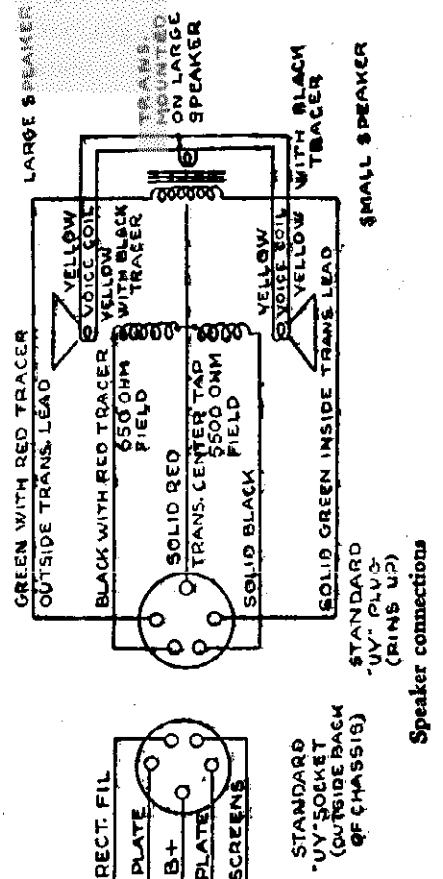 LARGE SPEAKER
TRANS.
MOUNTED
ON LARGE
SPEAKER
GREEN WITH RED TRACER
OUTSIDE TRANS. LEAD
YELLOW
VOICE COIL
YELLOW
WITH BLACK
TRACER
BLACK WITH RED TRACER
650 OHM
FIELD
SOLID RED
TRANS. CENTER TAP
5500 OHM
FIELD
SOLID BLACK
YELLOW
VOICE COIL
YELLOW
WITH BLACK
TRACER
SOLID GREEN INSIDE TRANS LEAD
SMALL SPEAKER
STANDARD
"UY" PLUG
(PINS UP)
RECT. FIL
PLATE
B+
PLATE
SCREENS
STANDARD
"UY" SOCKET
(OUTSIDE BACK
OF CHASSIS)
Speaker connections